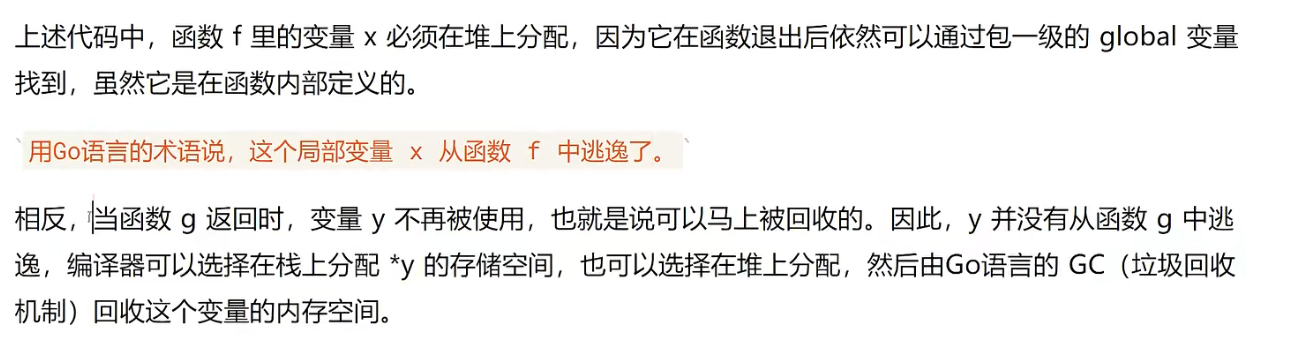 上述代码中，函数 f 里的变量 x 必须在堆上分配，因为它在函数退出后依然可以通过包一级的 global 变量
找到，虽然它是在函数内部定义的。
`用Go语言的术语说，这个局部变量 x 从函数 f 中逃逸了。`
相反，当函数 g 返回时，变量 y 不再被使用，也就是说可以马上被回收的。因此，y 并没有从函数 g 中逃
逸，编译器可以选择在栈上分配 *y 的存储空间，也可以选择在堆上分配，然后由Go语言的 GC（垃圾回收
机制）回收这个变量的内存空间。